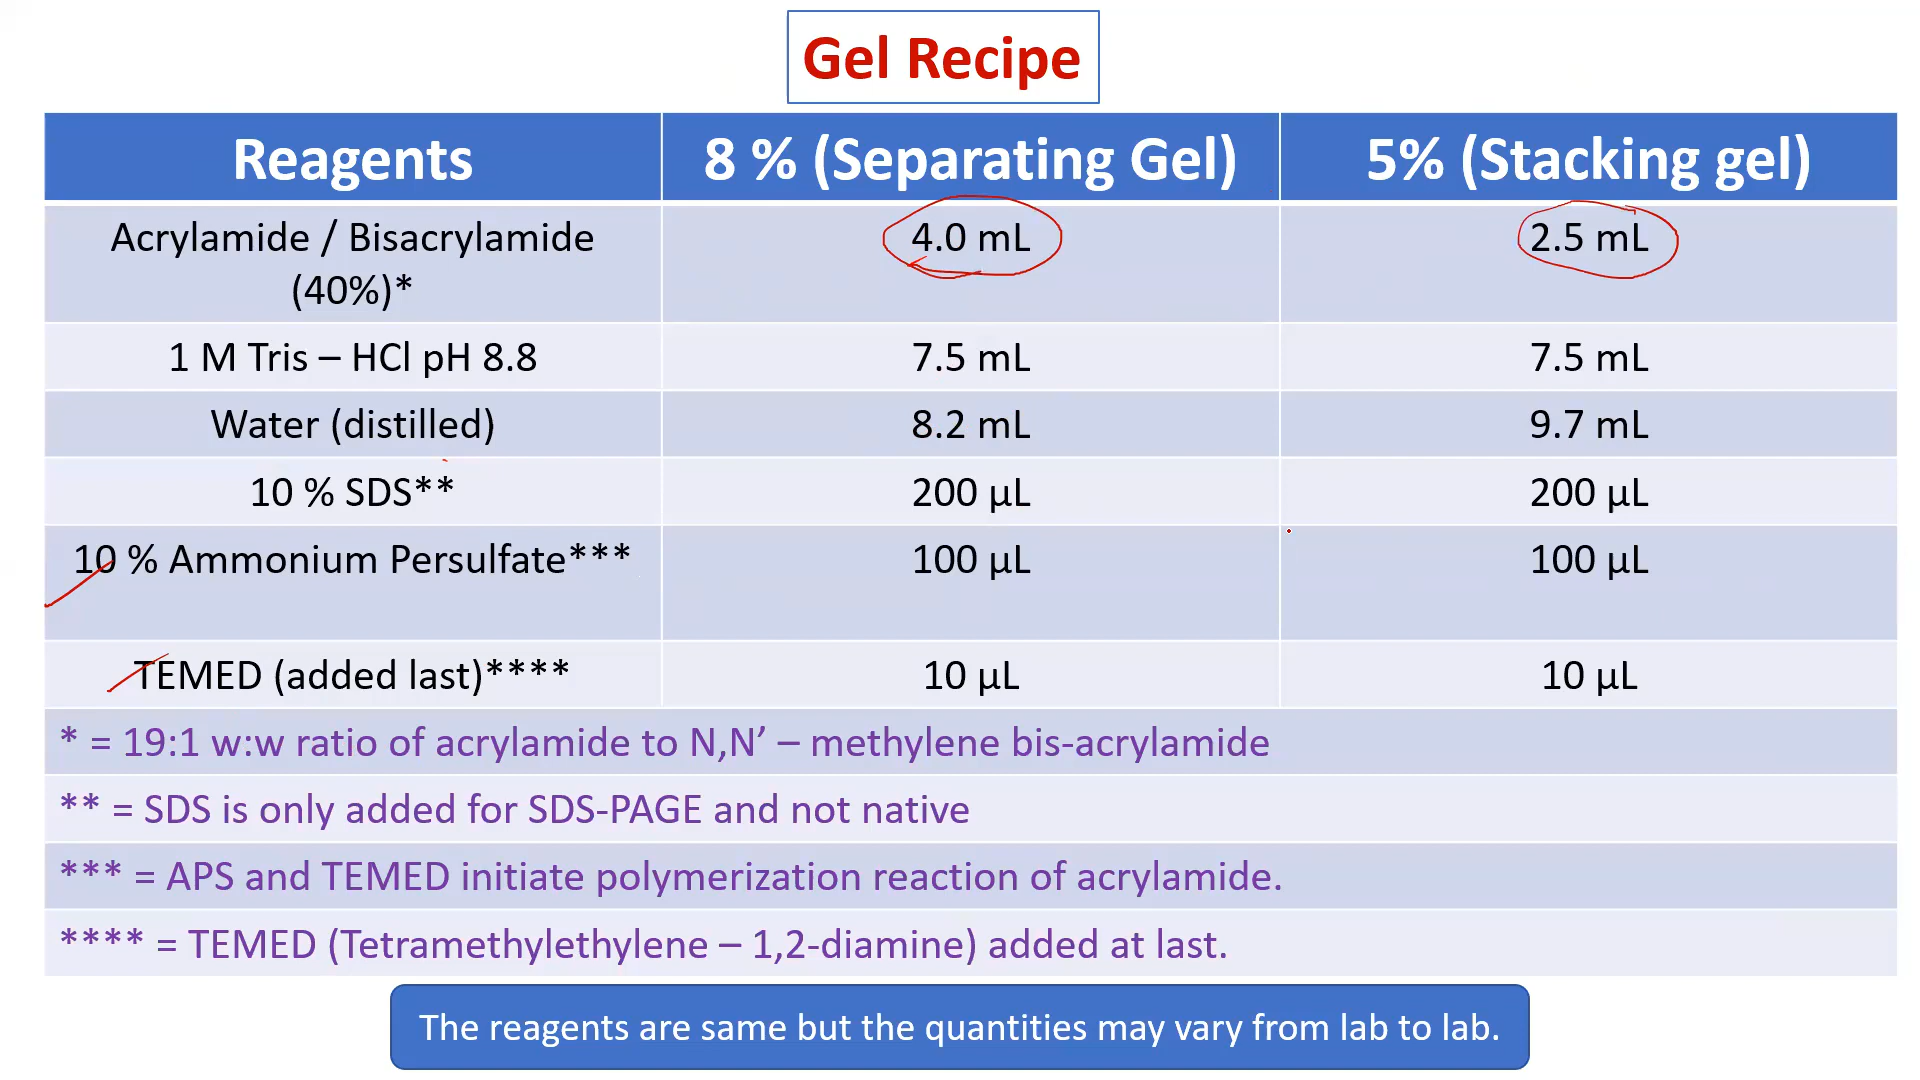 Gel Recipe
Reagents 8 % (Separating Gel) 5% (Stacking gel)
Acrylamide / Bisacrylamide 4.0 mL 2.5 mL
(40%)*
1 M Tris – HCl pH 8.8 7.5 mL 7.5 mL
Water (distilled) 8.2 mL 9.7 mL
10 % SDS** 200 µL 200 µL
10 % Ammonium Persulfate*** 100 µL 100 µL
TEMED (added last)**** 10 µL 10 µL
* = 19:1 w:w ratio of acrylamide to N,N’ – methylene bis-acrylamide
** = SDS is only added for SDS-PAGE and not native
*** = APS and TEMED initiate polymerization reaction of acrylamide.
**** = TEMED (Tetramethylethylene – 1,2-diamine) added at last.
The reagents are same but the quantities may vary from lab to lab.